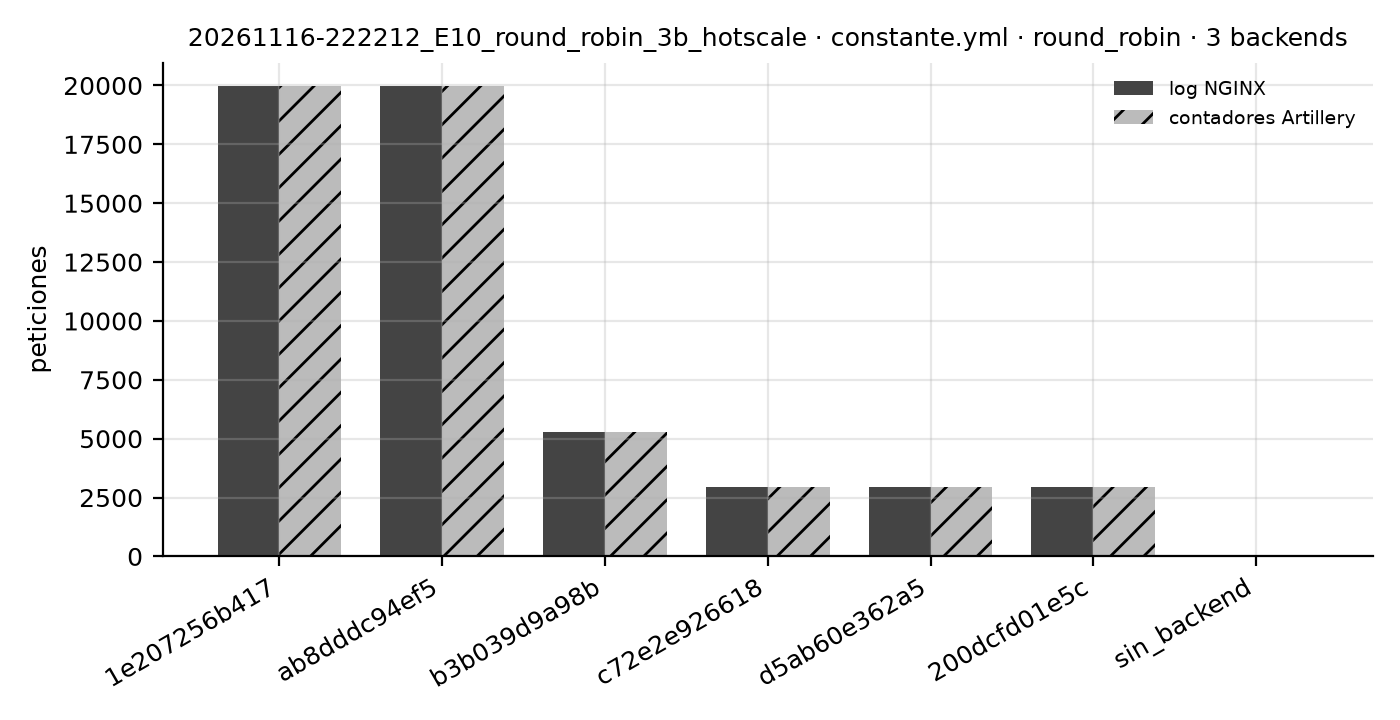 20261116-222212_E10_round_robin_3b_hotscale · constante.yml · round_robin · 3 backends
log NGINX
contadores Artillery
peticiones
20000
17500
15000
12500
10000
7500
5000
2500
0
1e207256b417
ab8dddc94ef5
b3b039d9a98b
c72e2e926618
d5ab60e362a5
200dcfd01e5c
sin_backend